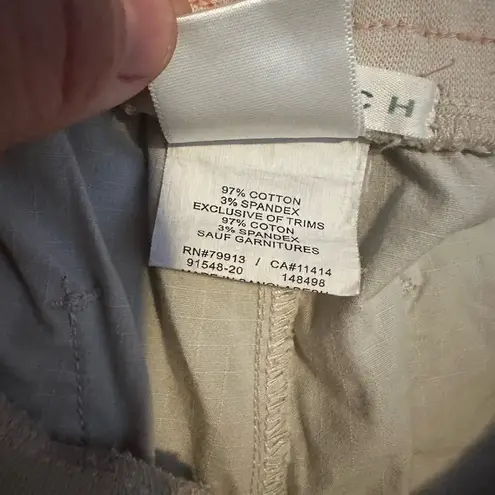 CH
97% COTTON
3% SPANDEX
EXCLUSIVE OF TRIMS
97% COTON
3% SPANDEX
SAUF GARNITURES
RN#79913 / CA#11414
91548-20 148498